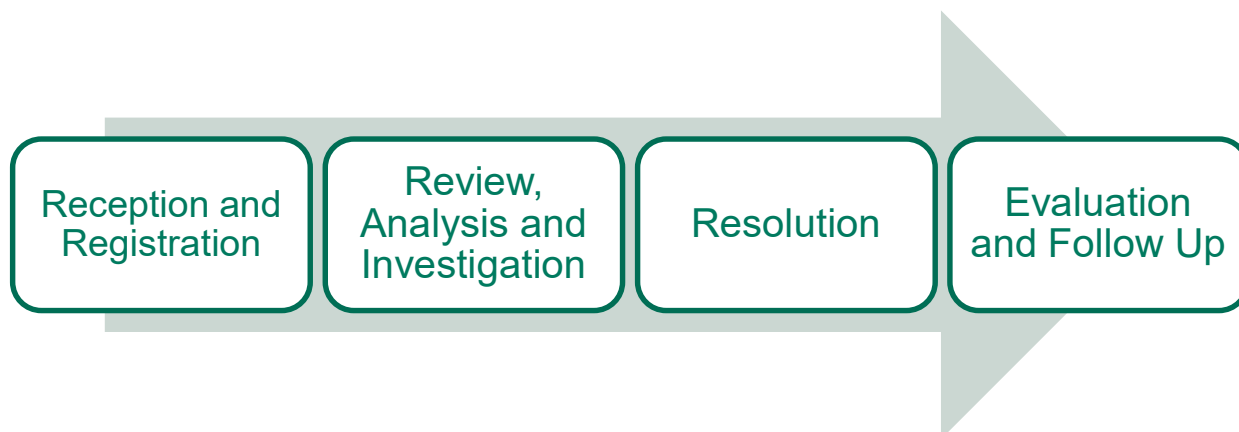 Reception and
Registration
Review,
Analysis and
Investigation
Resolution
Evaluation
and Follow Up